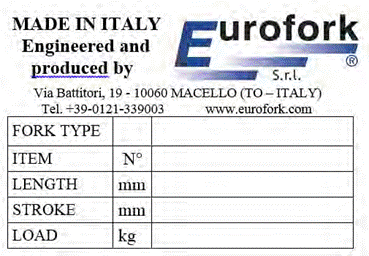 MADE IN ITALY
Engineered and
produced by
Eurofork®
S.r.l.
Via Battitori, 19 - 10060 MACELLO (TO – ITALY)
Tel. +39-0121-339003 www.eurofork.com
FORK TYPE
ITEM N°
LENGTH mm
STROKE mm
LOAD kg